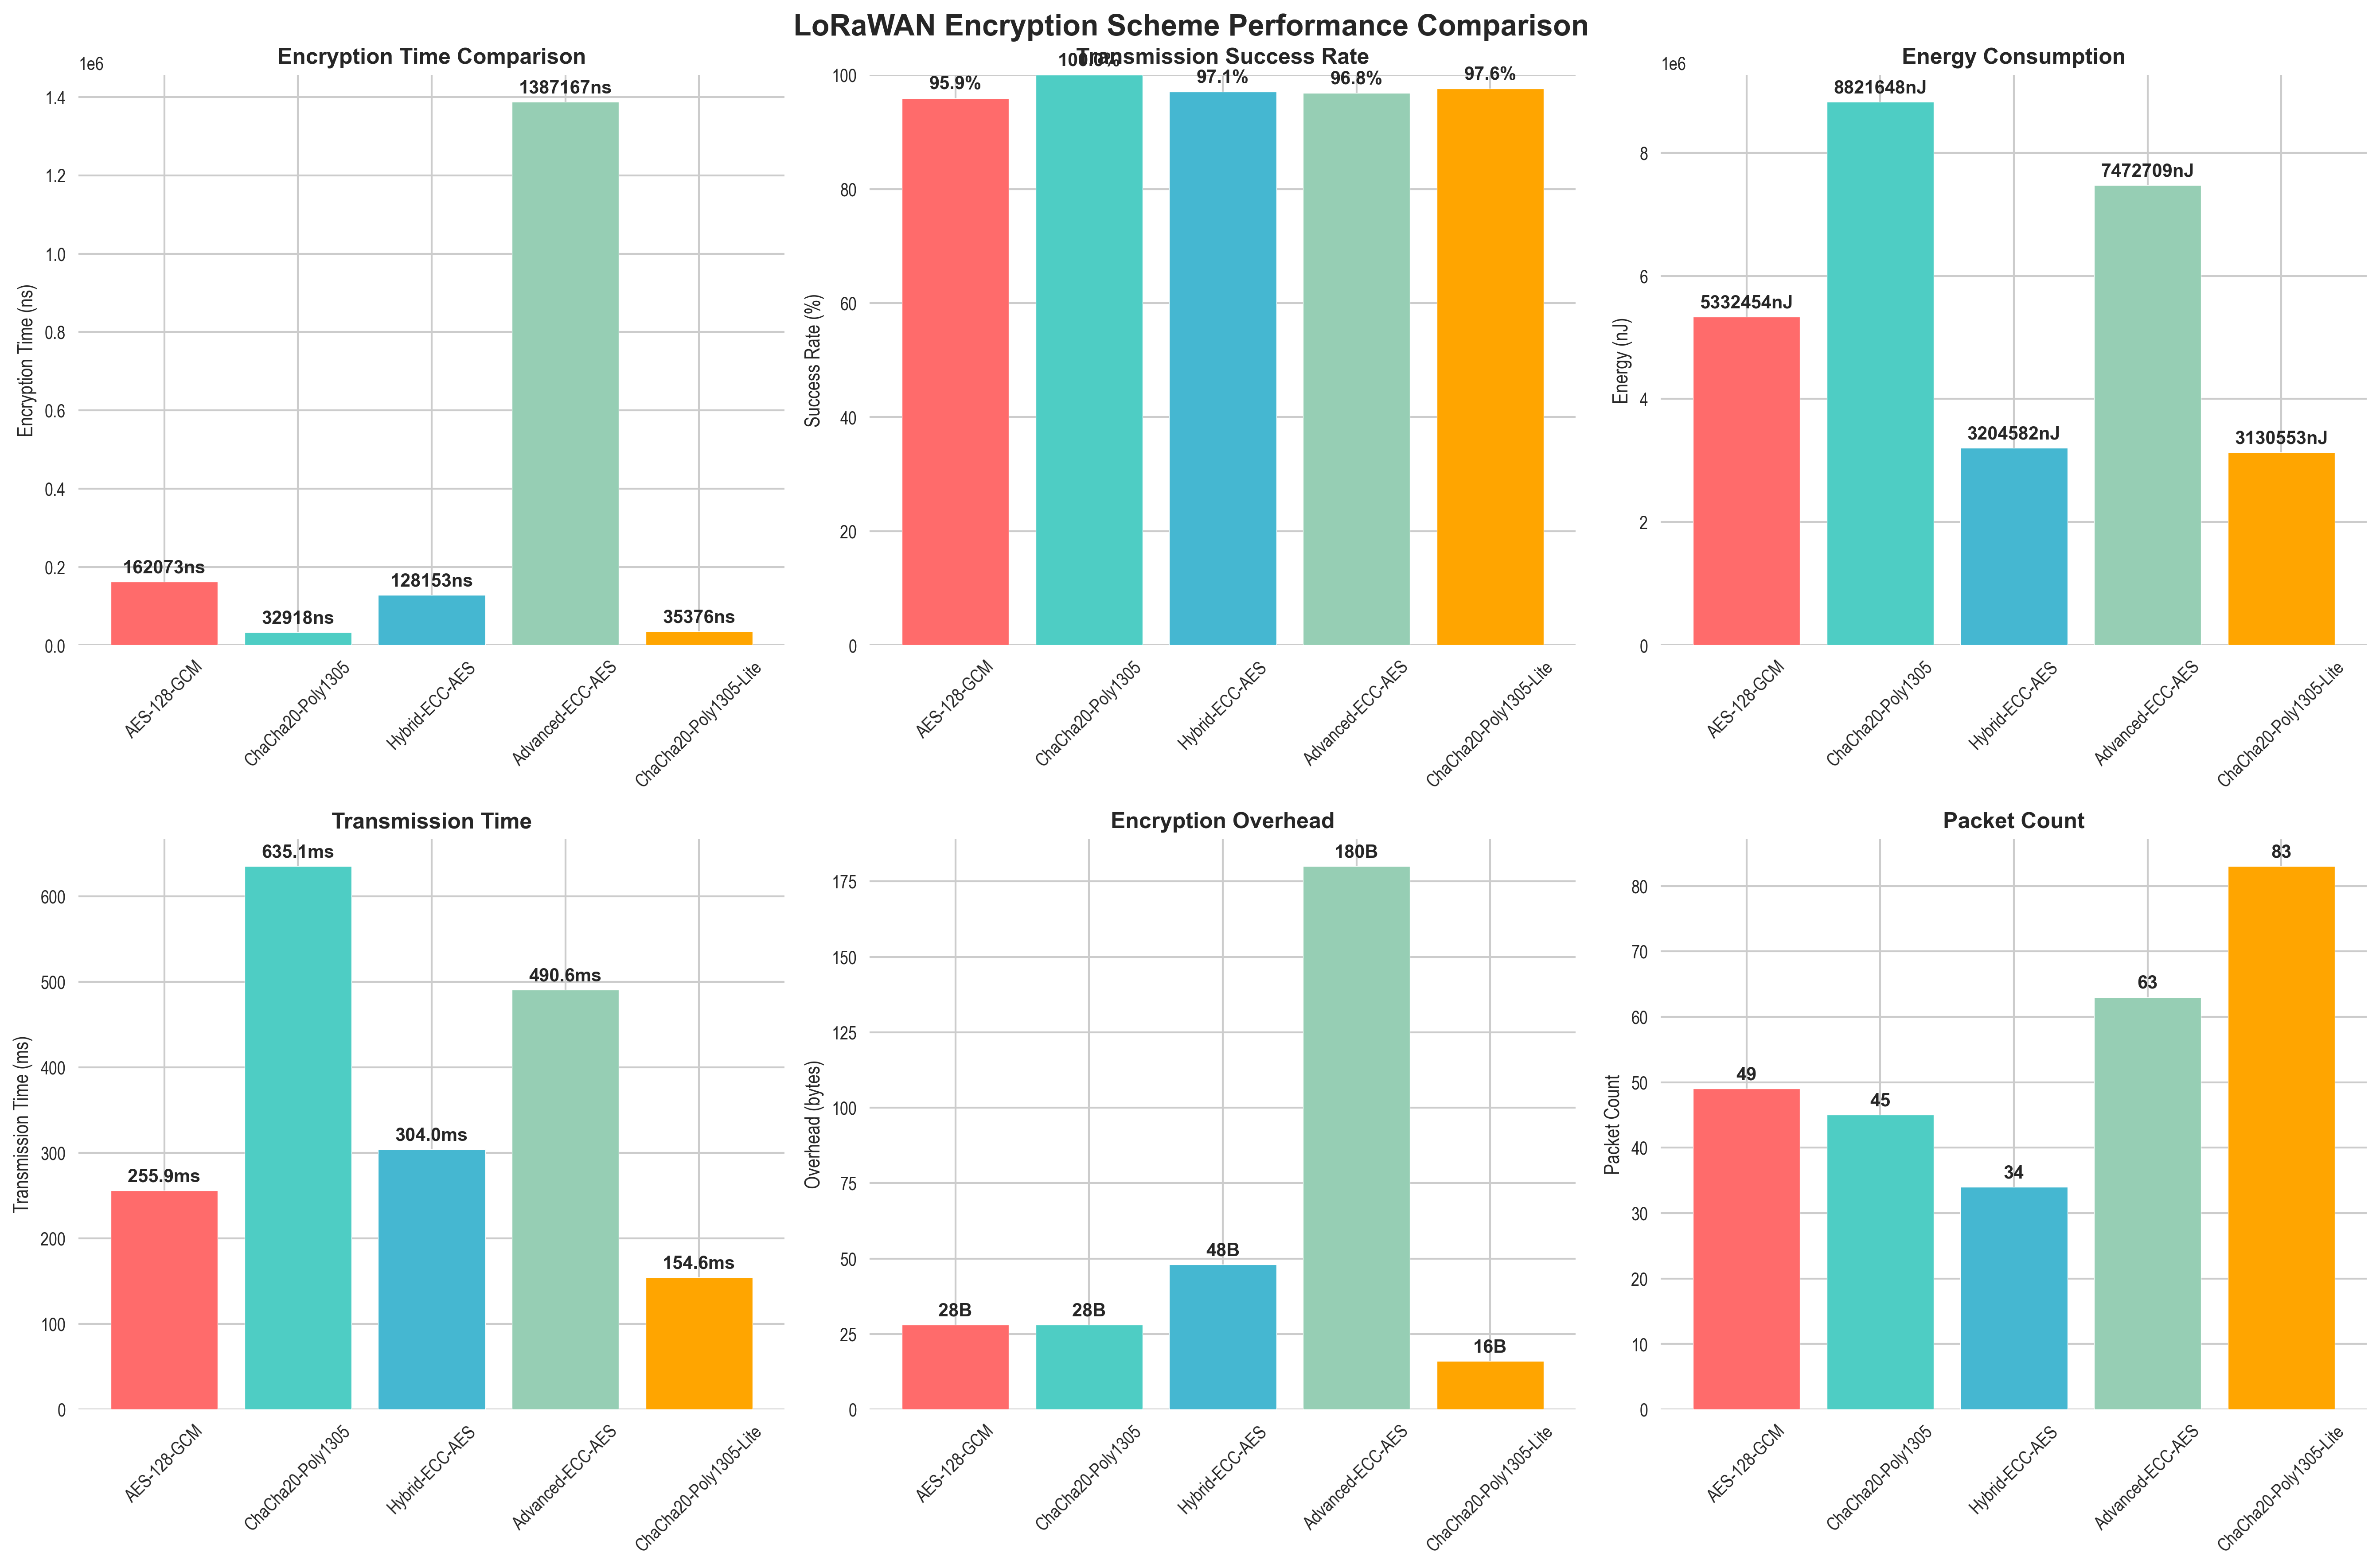 LoRaWAN Encryption Scheme Performance Comparison
Encryption Time Comparison
1e6
Encryption Time (ns)
1.4
1.2
1.0
0.8
0.6
0.4
0.2
0.0
162073ns
32918ns
128153ns
1387167ns
35376ns
AES-128-GCM
ChaCha20-Poly1305
Hybrid-ECC-AES
Advanced-ECC-AES
ChaCha20-Poly1305-Lite
Transmission Success Rate
Success Rate (%)
100
80
60
40
20
0
95.9%
100.0%
97.1%
96.8%
97.6%
AES-128-GCM
ChaCha20-Poly1305
Hybrid-ECC-AES
Advanced-ECC-AES
ChaCha20-Poly1305-Lite
Energy Consumption
1e6
Energy (nJ)
8
6
4
2
0
5332454nJ
8821648nJ
3204582nJ
7472709nJ
3130553nJ
AES-128-GCM
ChaCha20-Poly1305
Hybrid-ECC-AES
Advanced-ECC-AES
ChaCha20-Poly1305-Lite
Transmission Time
Transmission Time (ms)
600
500
400
300
200
100
0
255.9ms
635.1ms
304.0ms
490.6ms
154.6ms
AES-128-GCM
ChaCha20-Poly1305
Hybrid-ECC-AES
Advanced-ECC-AES
ChaCha20-Poly1305-Lite
Encryption Overhead
Overhead (bytes)
175
150
125
100
75
50
25
0
28B
28B
48B
180B
16B
AES-128-GCM
ChaCha20-Poly1305
Hybrid-ECC-AES
Advanced-ECC-AES
ChaCha20-Poly1305-Lite
Packet Count
Packet Count
80
70
60
50
40
30
20
10
0
49
45
34
63
83
AES-128-GCM
ChaCha20-Poly1305
Hybrid-ECC-AES
Advanced-ECC-AES
ChaCha20-Poly1305-Lite